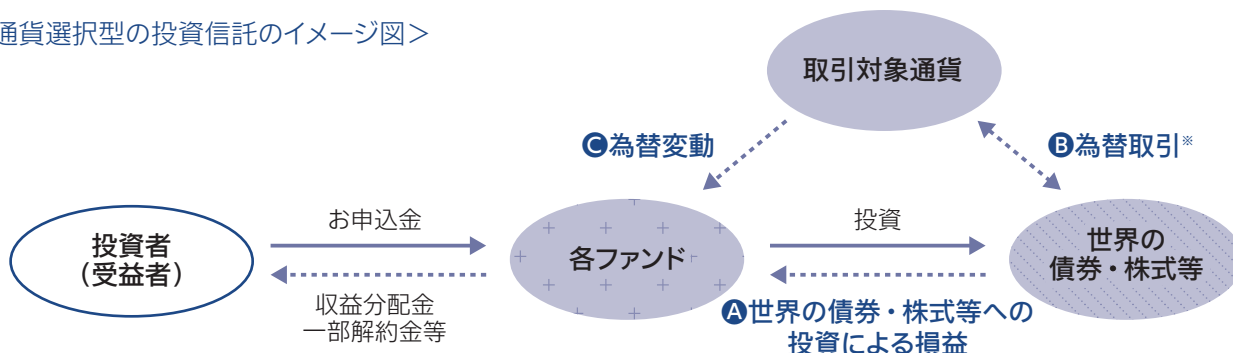 通貨選択型の投資信託のイメージ図＞
取引対象通貨
Ⓒ為替変動
Ⓑ為替取引※
お申込金
投資
投資者
（受益者）
各ファンド
世界の
債券・株式等
収益分配金
一部解約金等
Ⓐ世界の債券・株式等への
投資による損益